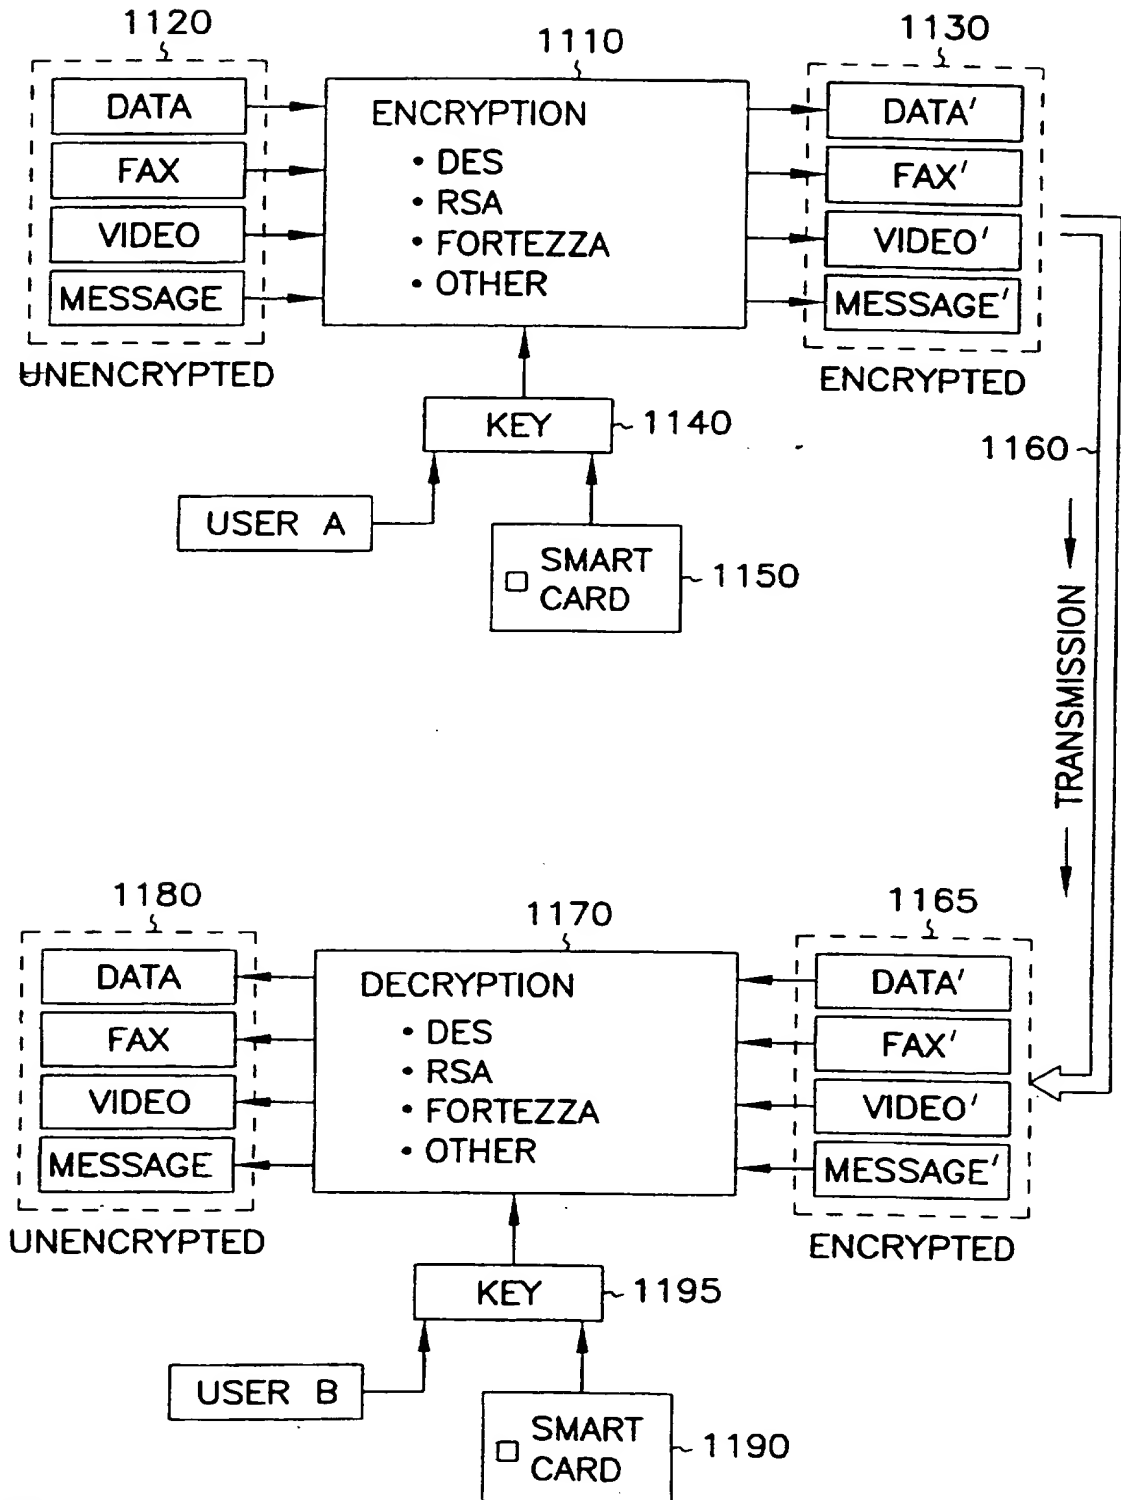 1120
1110
1130
DATA
FAX
VIDEO
MESSAGE
UNENCRYPTED
ENCRYPTION
• DES
• RSA
• FORTEZZA
• OTHER
DATA'
FAX'
VIDEO'
MESSAGE'
ENCRYPTED
KEY
1140
USER A
SMART
CARD
1150
1160
TRANSMISSION
1180
1170
1165
DATA
FAX
VIDEO
MESSAGE
UNENCRYPTED
DECRYPTION
• DES
• RSA
• FORTEZZA
• OTHER
DATA'
FAX'
VIDEO'
MESSAGE'
ENCRYPTED
KEY
1195
USER B
SMART
CARD
1190